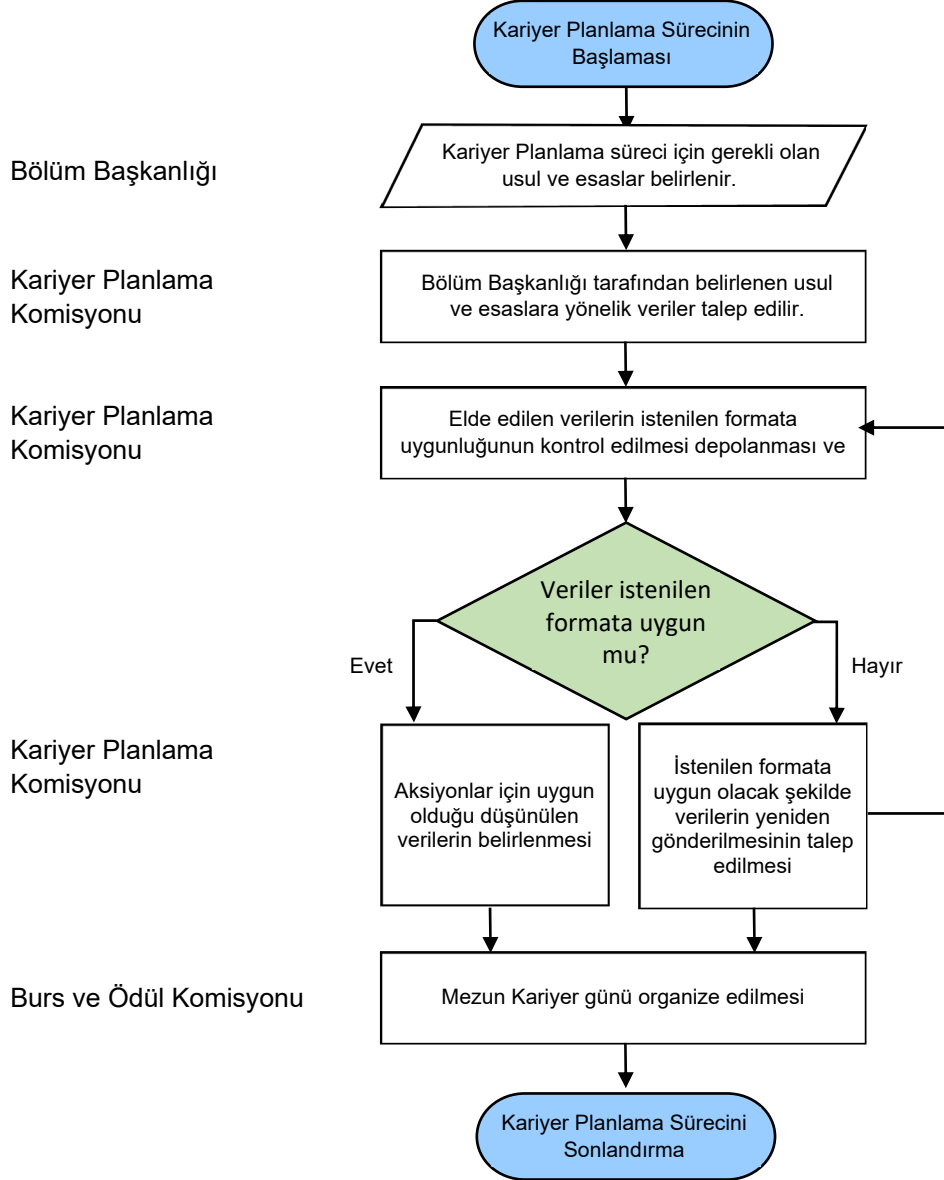 Kariyer Planlama Sürecinin
Başlaması
Bölüm Başkanlığı
Kariyer Planlama süreci için gerekli olan
usul ve esaslar belirlenir.
Kariyer Planlama
Komisyonu
Bölüm Başkanlığı tarafından belirlenen usul
ve esaslara yönelik veriler talep edilir.
Kariyer Planlama
Komisyonu
Elde edilen verilerin istenilen formata
uygunluğunun kontrol edilmesi depolanması ve
Veriler istenilen
formata uygun
mu?
Evet
Hayır
Kariyer Planlama
Komisyonu
Aksiyonlar için uygun
olduğu düşünülen
verilerin belirlenmesi
İstenilen formata
uygun olacak şekilde
verilerin yeniden
gönderilmesinin talep
edilmesi
Burs ve Ödül Komisyonu
Mezun Kariyer günü organize edilmesi
Kariyer Planlama Sürecini
Sonlandırma